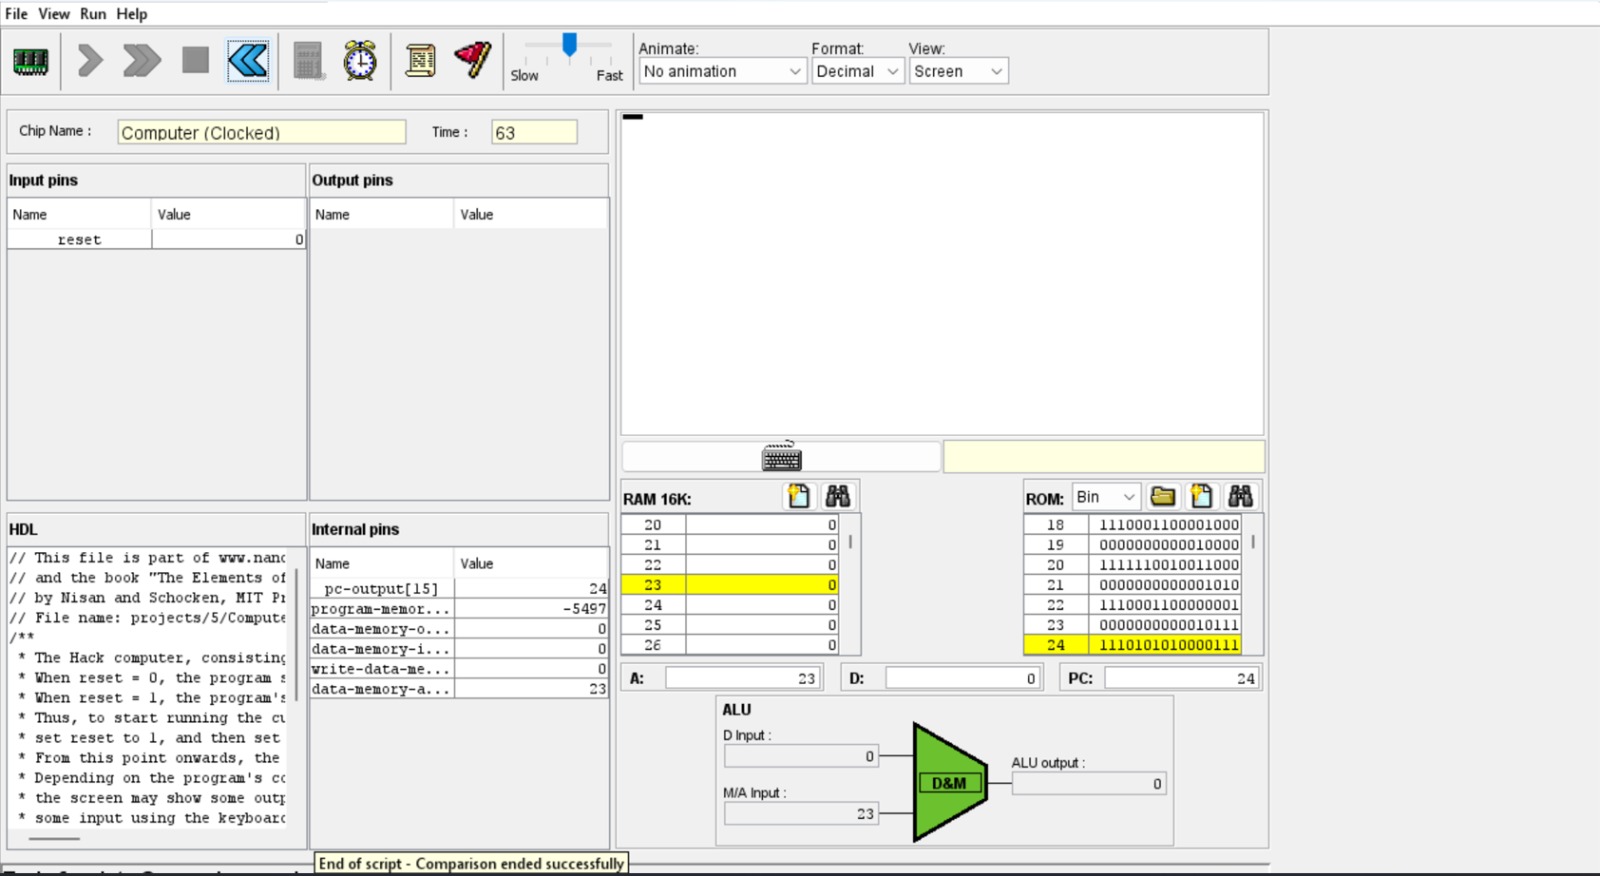 File View Run Help
Slow Fast
Animate: Format: View:
No animation Decimal Screen
Chip Name : Computer (Clocked) Time : 63
Input pins
Name Value
reset 0
Output pins
Name Value
HDL
// This file is part of www.nand
// and the book "The Elements of
// by Nisan and Schocken, MIT Pr
// File name: projects/5/Compute
/**
* The Hack computer, consisting
* When reset = 0, the program s
* When reset = 1, the program's
* Thus, to start running the cu
* set reset to 1, and then set
* From this point onwards, the
* Depending on the program's co
* the screen may show some outp
* some input using the keyboard
Internal pins
Name Value
pc-output[15] 24
program-memor... -5497
data-memory-o... 0
data-memory-i... 0
write-data-me... 0
data-memory-a... 23
RAM 16K:
20 0
21 0
22 0
23 0
24 0
25 0
26 0
ROM: Bin
18 1110001100001000
19 0000000000010000
20 1111110010011000
21 0000000000001010
22 1110001100000001
23 0000000000010111
24 1110101010000111
A: 23 D: 0 PC: 24
ALU
D Input : 0
M/A Input : 23
D&M
ALU output : 0
End of script - Comparison ended successfully